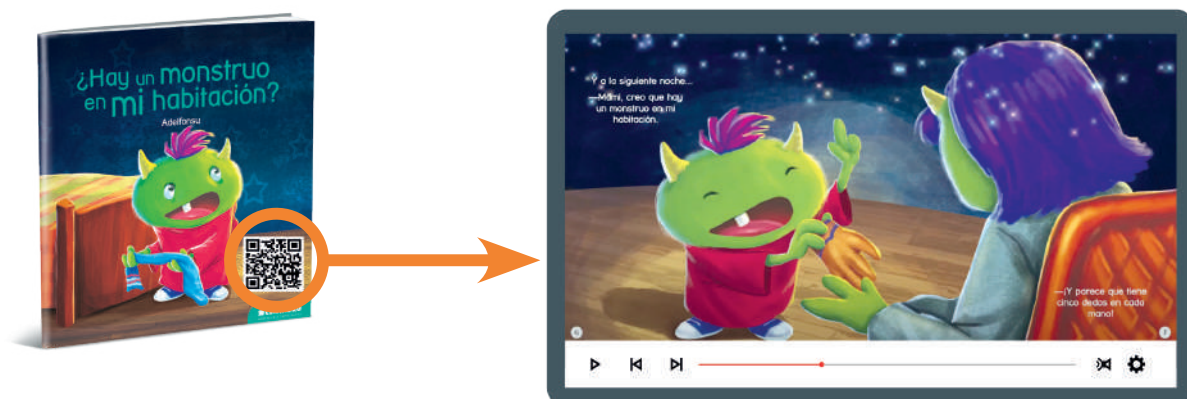 ¿Hay un monstruo
en mi habitación?
Adelfonsu
Y a la siguiente noche...
—Mami, creo que hay
un monstruo en mi
habitación.
—¡Y parece que tiene
cinco dedos en cada
mano!
6